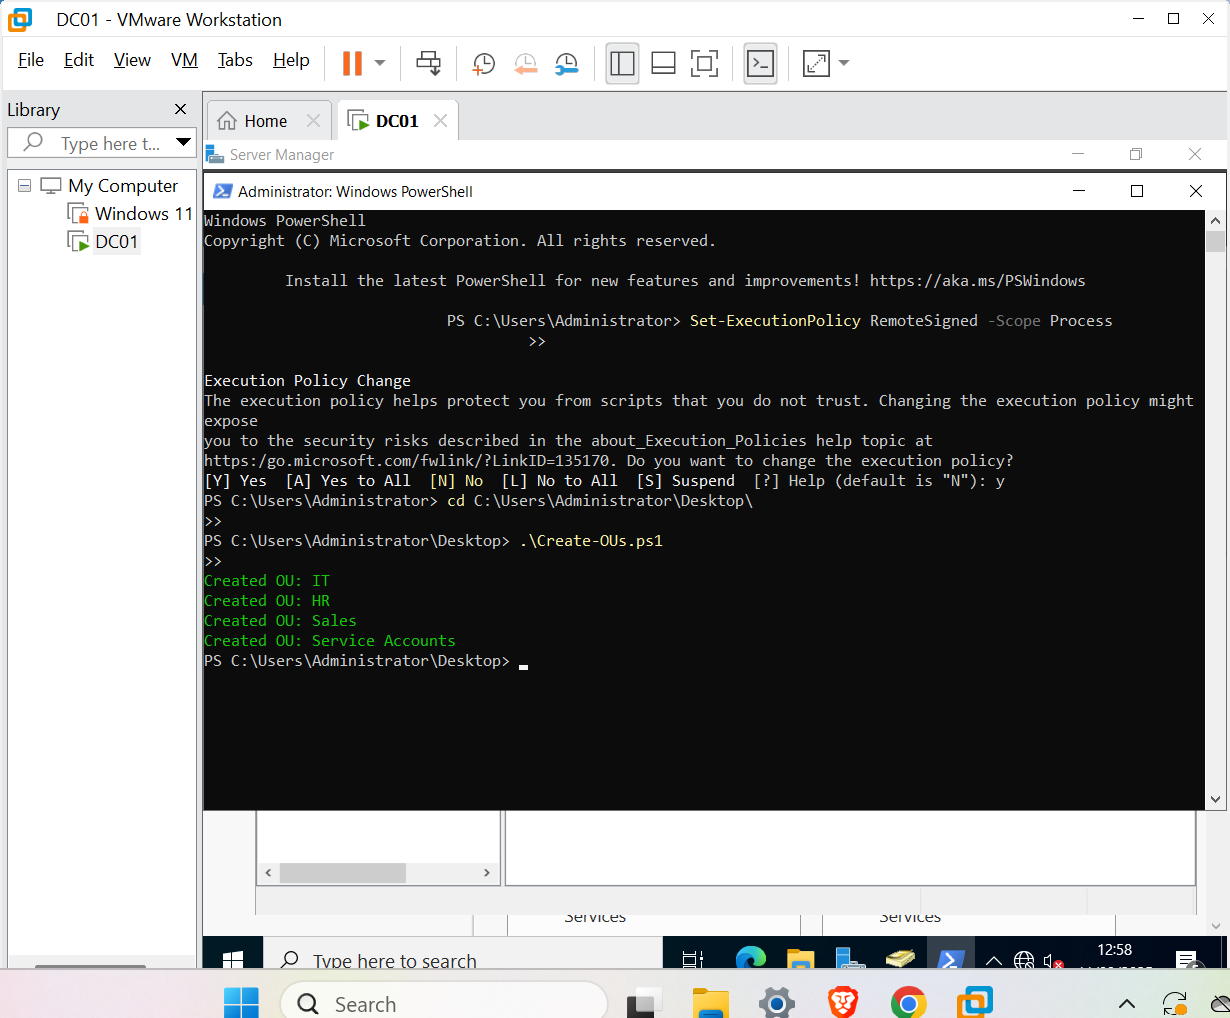 DC01 - VMware Workstation
File Edit View VM Tabs Help
Library
Home
DC01
Type here t...
Server Manager
My Computer
Windows 11
DC01
Administrator: Windows PowerShell
Windows PowerShell
Copyright (C) Microsoft Corporation. All rights reserved.
Install the latest PowerShell for new features and improvements! https://aka.ms/PSWindows
PS C:\Users\Administrator> Set-ExecutionPolicy RemoteSigned -Scope Process
>>
Execution Policy Change
The execution policy helps protect you from scripts that you do not trust. Changing the execution policy might
expose
you to the security risks described in the about_Execution_Policies help topic at
https:/go.microsoft.com/fwlink/?LinkID=135170. Do you want to change the execution policy?
[Y] Yes  [A] Yes to All  [N] No  [L] No to All  [S] Suspend  [?] Help (default is "N"): y
PS C:\Users\Administrator> cd C:\Users\Administrator\Desktop\
>>
PS C:\Users\Administrator\Desktop> .\Create-OUs.ps1
>>
Created OU: IT
Created OU: HR
Created OU: Sales
Created OU: Service Accounts
PS C:\Users\Administrator\Desktop>
Services
Services
Type here to search
12:58
Search